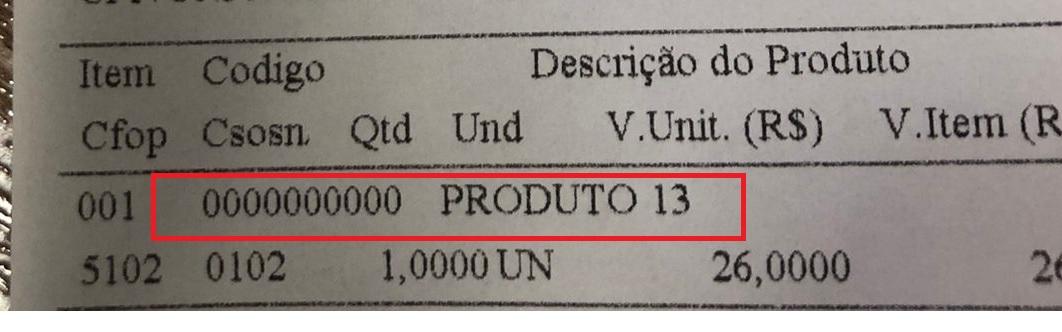 Item Codigo Descrição do Produto
Cfop Csosn Qtd Und V.Unit. (R$) V.Item (R
001 0000000000 PRODUTO 13
5102 0102 1,0000 UN 26,0000